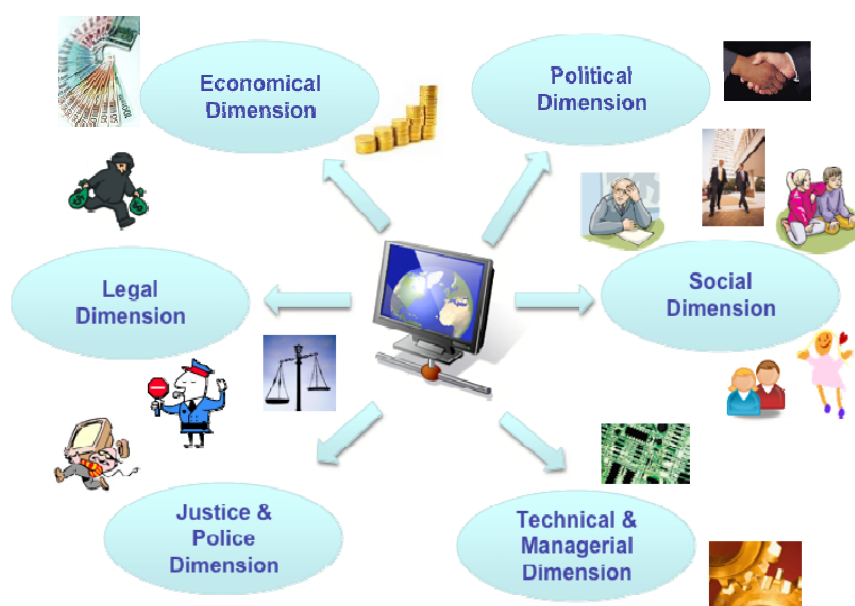 Economical
Dimension
Political
Dimension
Legal
Dimension
Social
Dimension
Justice &
Police
Dimension
Technical &
Managerial
Dimension